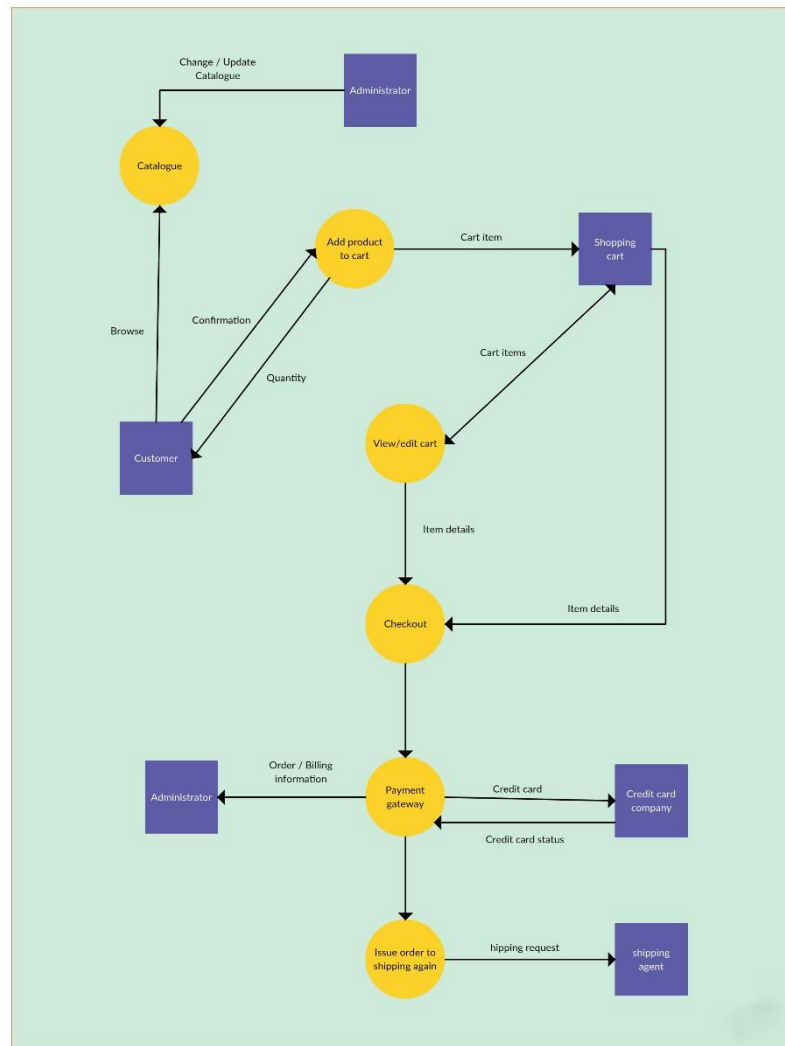 Change / Update
Catalogue
Administrator
Catalogue
Add product
to cart
Cart item
Shopping
cart
Confirmation
Browse
Quantity
Cart items
Customer
View/edit cart
Item details
Item details
Checkout
Order / Billing
information
Administrator
Payment
gateway
Credit card
Credit card
company
Credit card status
Issue order to
shipping again
hipping request
shipping
agent